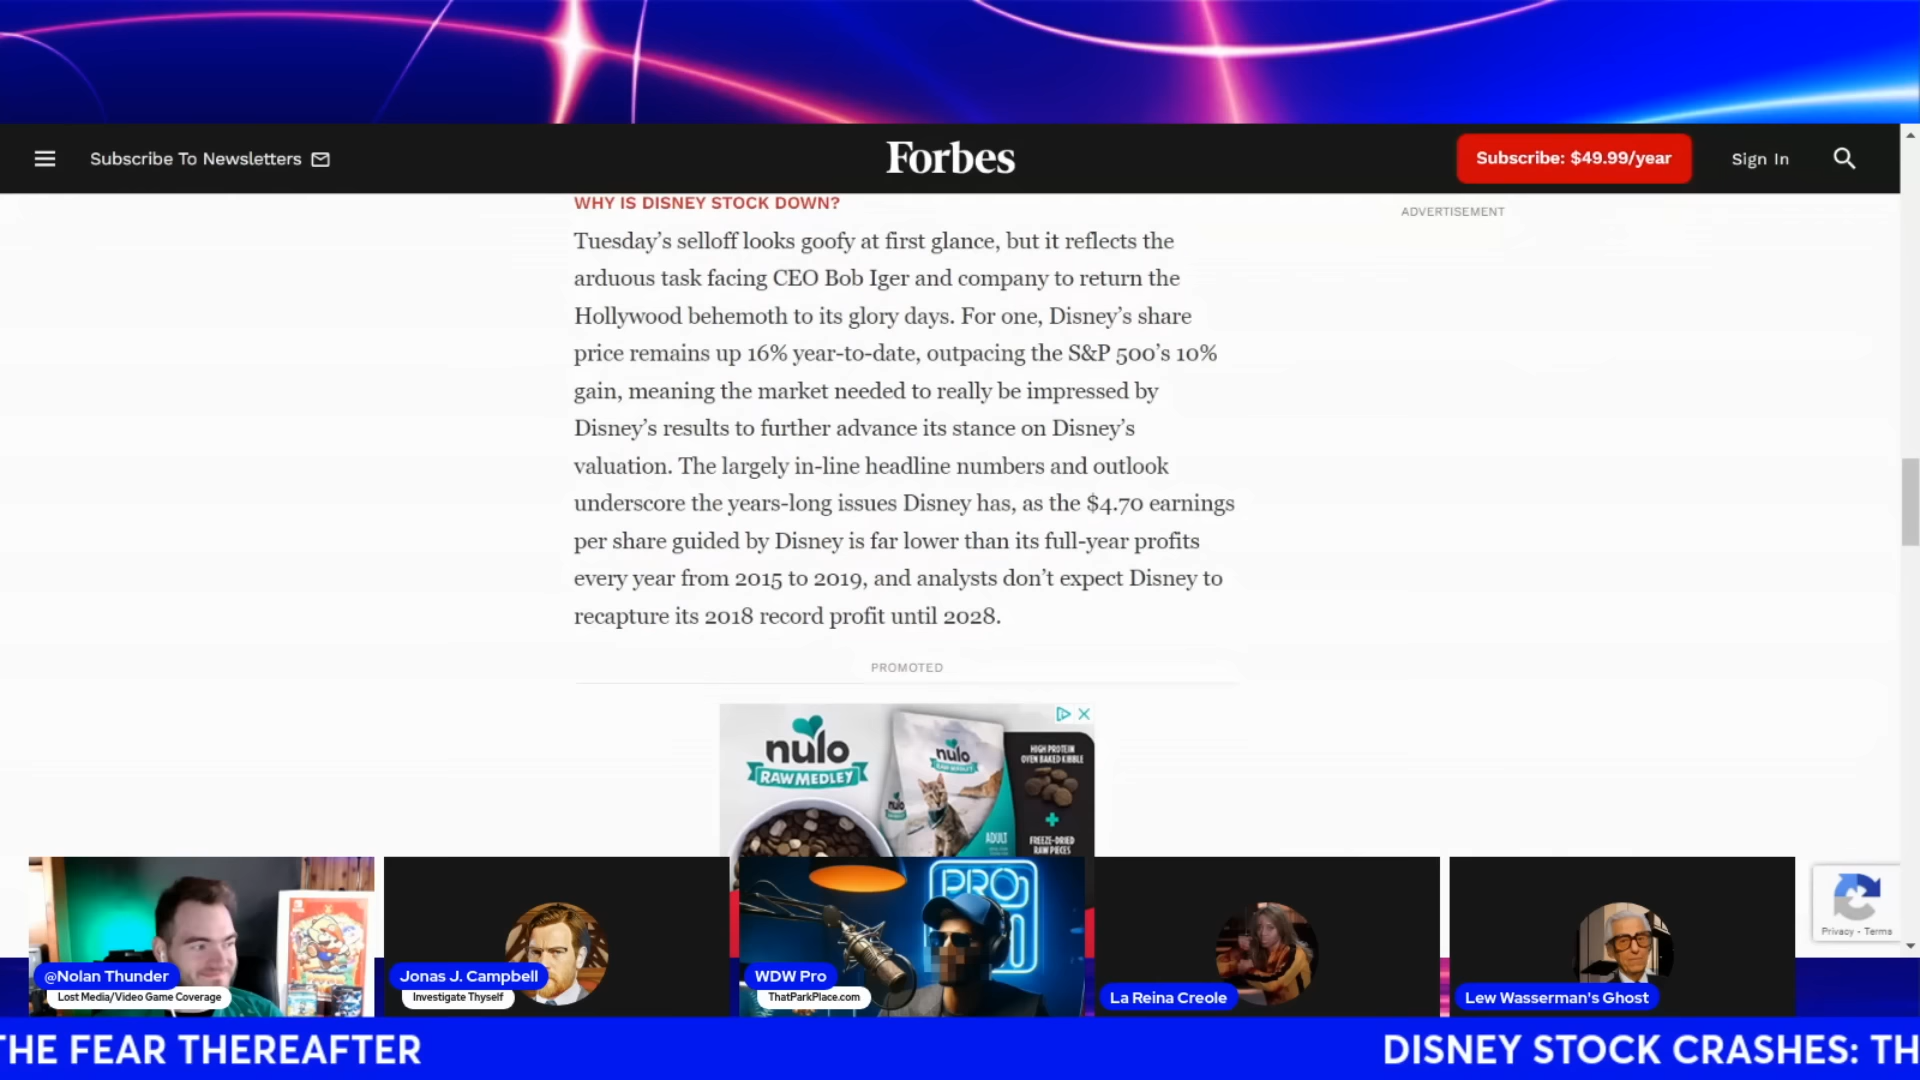 Subscribe To Newsletters
Forbes
Subscribe: $49.99/year
Sign In
WHY IS DISNEY STOCK DOWN?
ADVERTISEMENT
Tuesday’s selloff looks goofy at first glance, but it reflects the
arduous task facing CEO Bob Iger and company to return the
Hollywood behemoth to its glory days. For one, Disney’s share
price remains up 16% year-to-date, outpacing the S&P 500’s 10%
gain, meaning the market needed to really be impressed by
Disney’s results to further advance its stance on Disney’s
valuation. The largely in-line headline numbers and outlook
underscore the years-long issues Disney has, as the $4.70 earnings
per share guided by Disney is far lower than its full-year profits
every year from 2015 to 2019, and analysts don’t expect Disney to
recapture its 2018 record profit until 2028.
PROMOTED
nulo
RAW MEDLEY
nulo
RAW MEDLEY
nulo
ADULT
HIGH PROTEIN
OVEN BAKED KIBBLE
+
FREEZE-DRIED
RAW PIECES
PRO
@Nolan Thunder
Lost Media/Video Game Coverage
Jonas J. Campbell
Investigate Thyself
WDW Pro
ThatParkPlace.com
La Reina Creole
Lew Wasserman's Ghost
Privacy - Terms
THE FEAR THEREAFTER
DISNEY STOCK CRASHES: TH